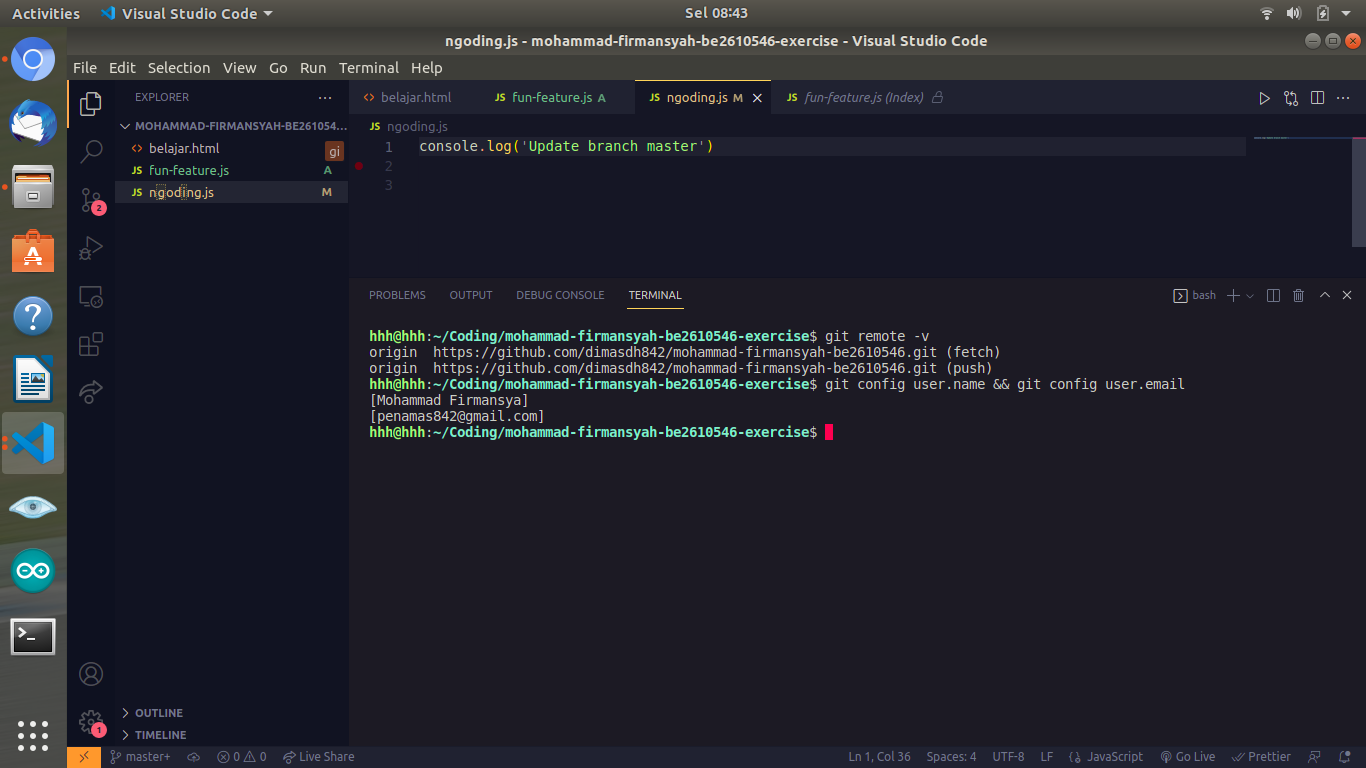 Activities Visual Studio Code Sel 08:43
ngoding.js - mohammad-firmansyah-be2610546-exercise - Visual Studio Code
File Edit Selection View Go Run Terminal Help
EXPLORER ···
MOHAMMAD-FIRMANSYAH-BE261054...
<> belajar.html
gi
JS fun-feature.js A
JS ngoding.js M
2
1
OUTLINE
TIMELINE
<> belajar.html JS fun-feature.js A JS ngoding.js M JS fun-feature.js (Index)
JS ngoding.js
1 console.log('Update branch master')
2
3
PROBLEMS OUTPUT DEBUG CONSOLE TERMINAL bash
hhh@hhh:~/Coding/mohammad-firmansyah-be2610546-exercise$ git remote -v
origin https://github.com/dimasdh842/mohammad-firmansyah-be2610546.git (fetch)
origin https://github.com/dimasdh842/mohammad-firmansyah-be2610546.git (push)
hhh@hhh:~/Coding/mohammad-firmansyah-be2610546-exercise$ git config user.name && git config user.email
[Mohammad Firmansya]
[penamas842@gmail.com]
hhh@hhh:~/Coding/mohammad-firmansyah-be2610546-exercise$
master+ 0 0 Live Share Ln 1, Col 36 Spaces: 4 UTF-8 LF {} JavaScript Go Live Prettier